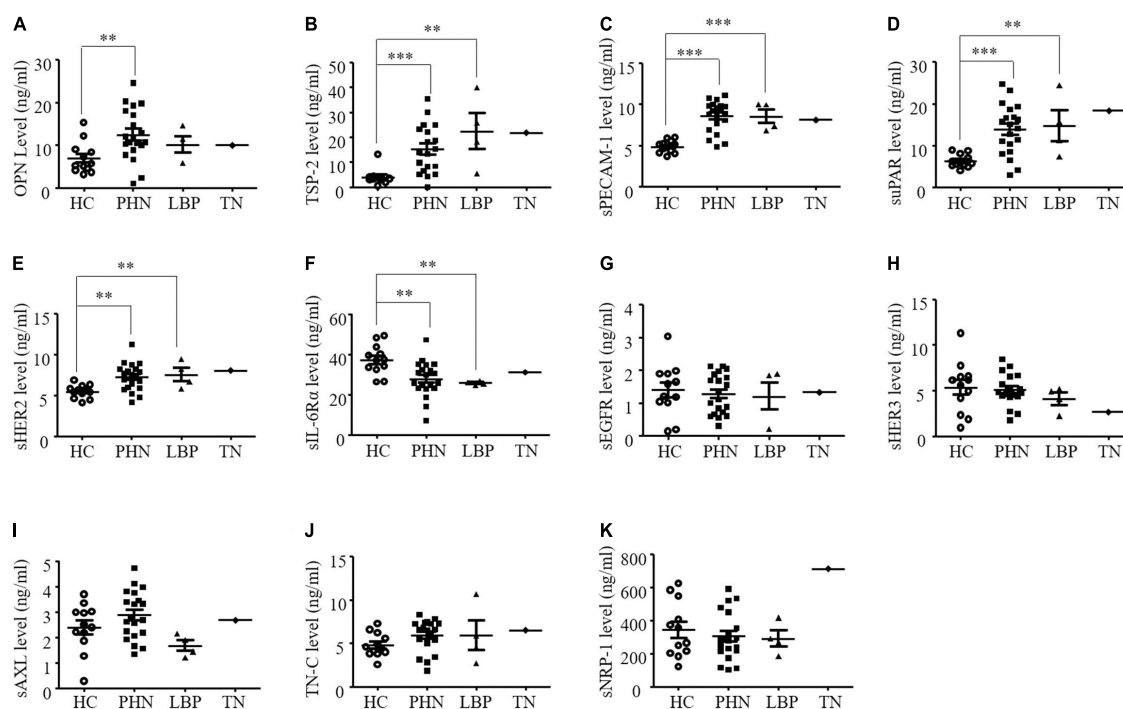 A
OPN Level (ng/ml)
**
30
20
10
0
HC PHN LBP TN
B
TSP-2 level (ng/ml)
**
***
50
40
30
20
10
0
HC PHN LBP TN
C
sPECAM-1 level (ng/ml)
***
***
15
10
5
0
HC PHN LBP TN
D
suPAR level (ng/ml)
**
***
30
20
10
0
HC PHN LBP TN
E
sHER2 level (ng/ml)
**
**
15
10
5
0
HC PHN LBP TN
F
sIL-6Rα level (ng/ml)
**
**
60
40
20
0
HC PHN LBP TN
G
sEGFR level (ng/ml)
4
3
2
1
0
HC PHN LBP TN
H
sHER3 level (ng/ml)
15
10
5
0
HC PHN LBP TN
I
sAXL level (ng/ml)
5
4
3
2
1
0
HC PHN LBP TN
J
TN-C level (ng/ml)
15
10
5
0
HC PHN LBP TN
K
sNRP-1 level (ng/ml)
800
600
400
200
0
HC PHN LBP TN